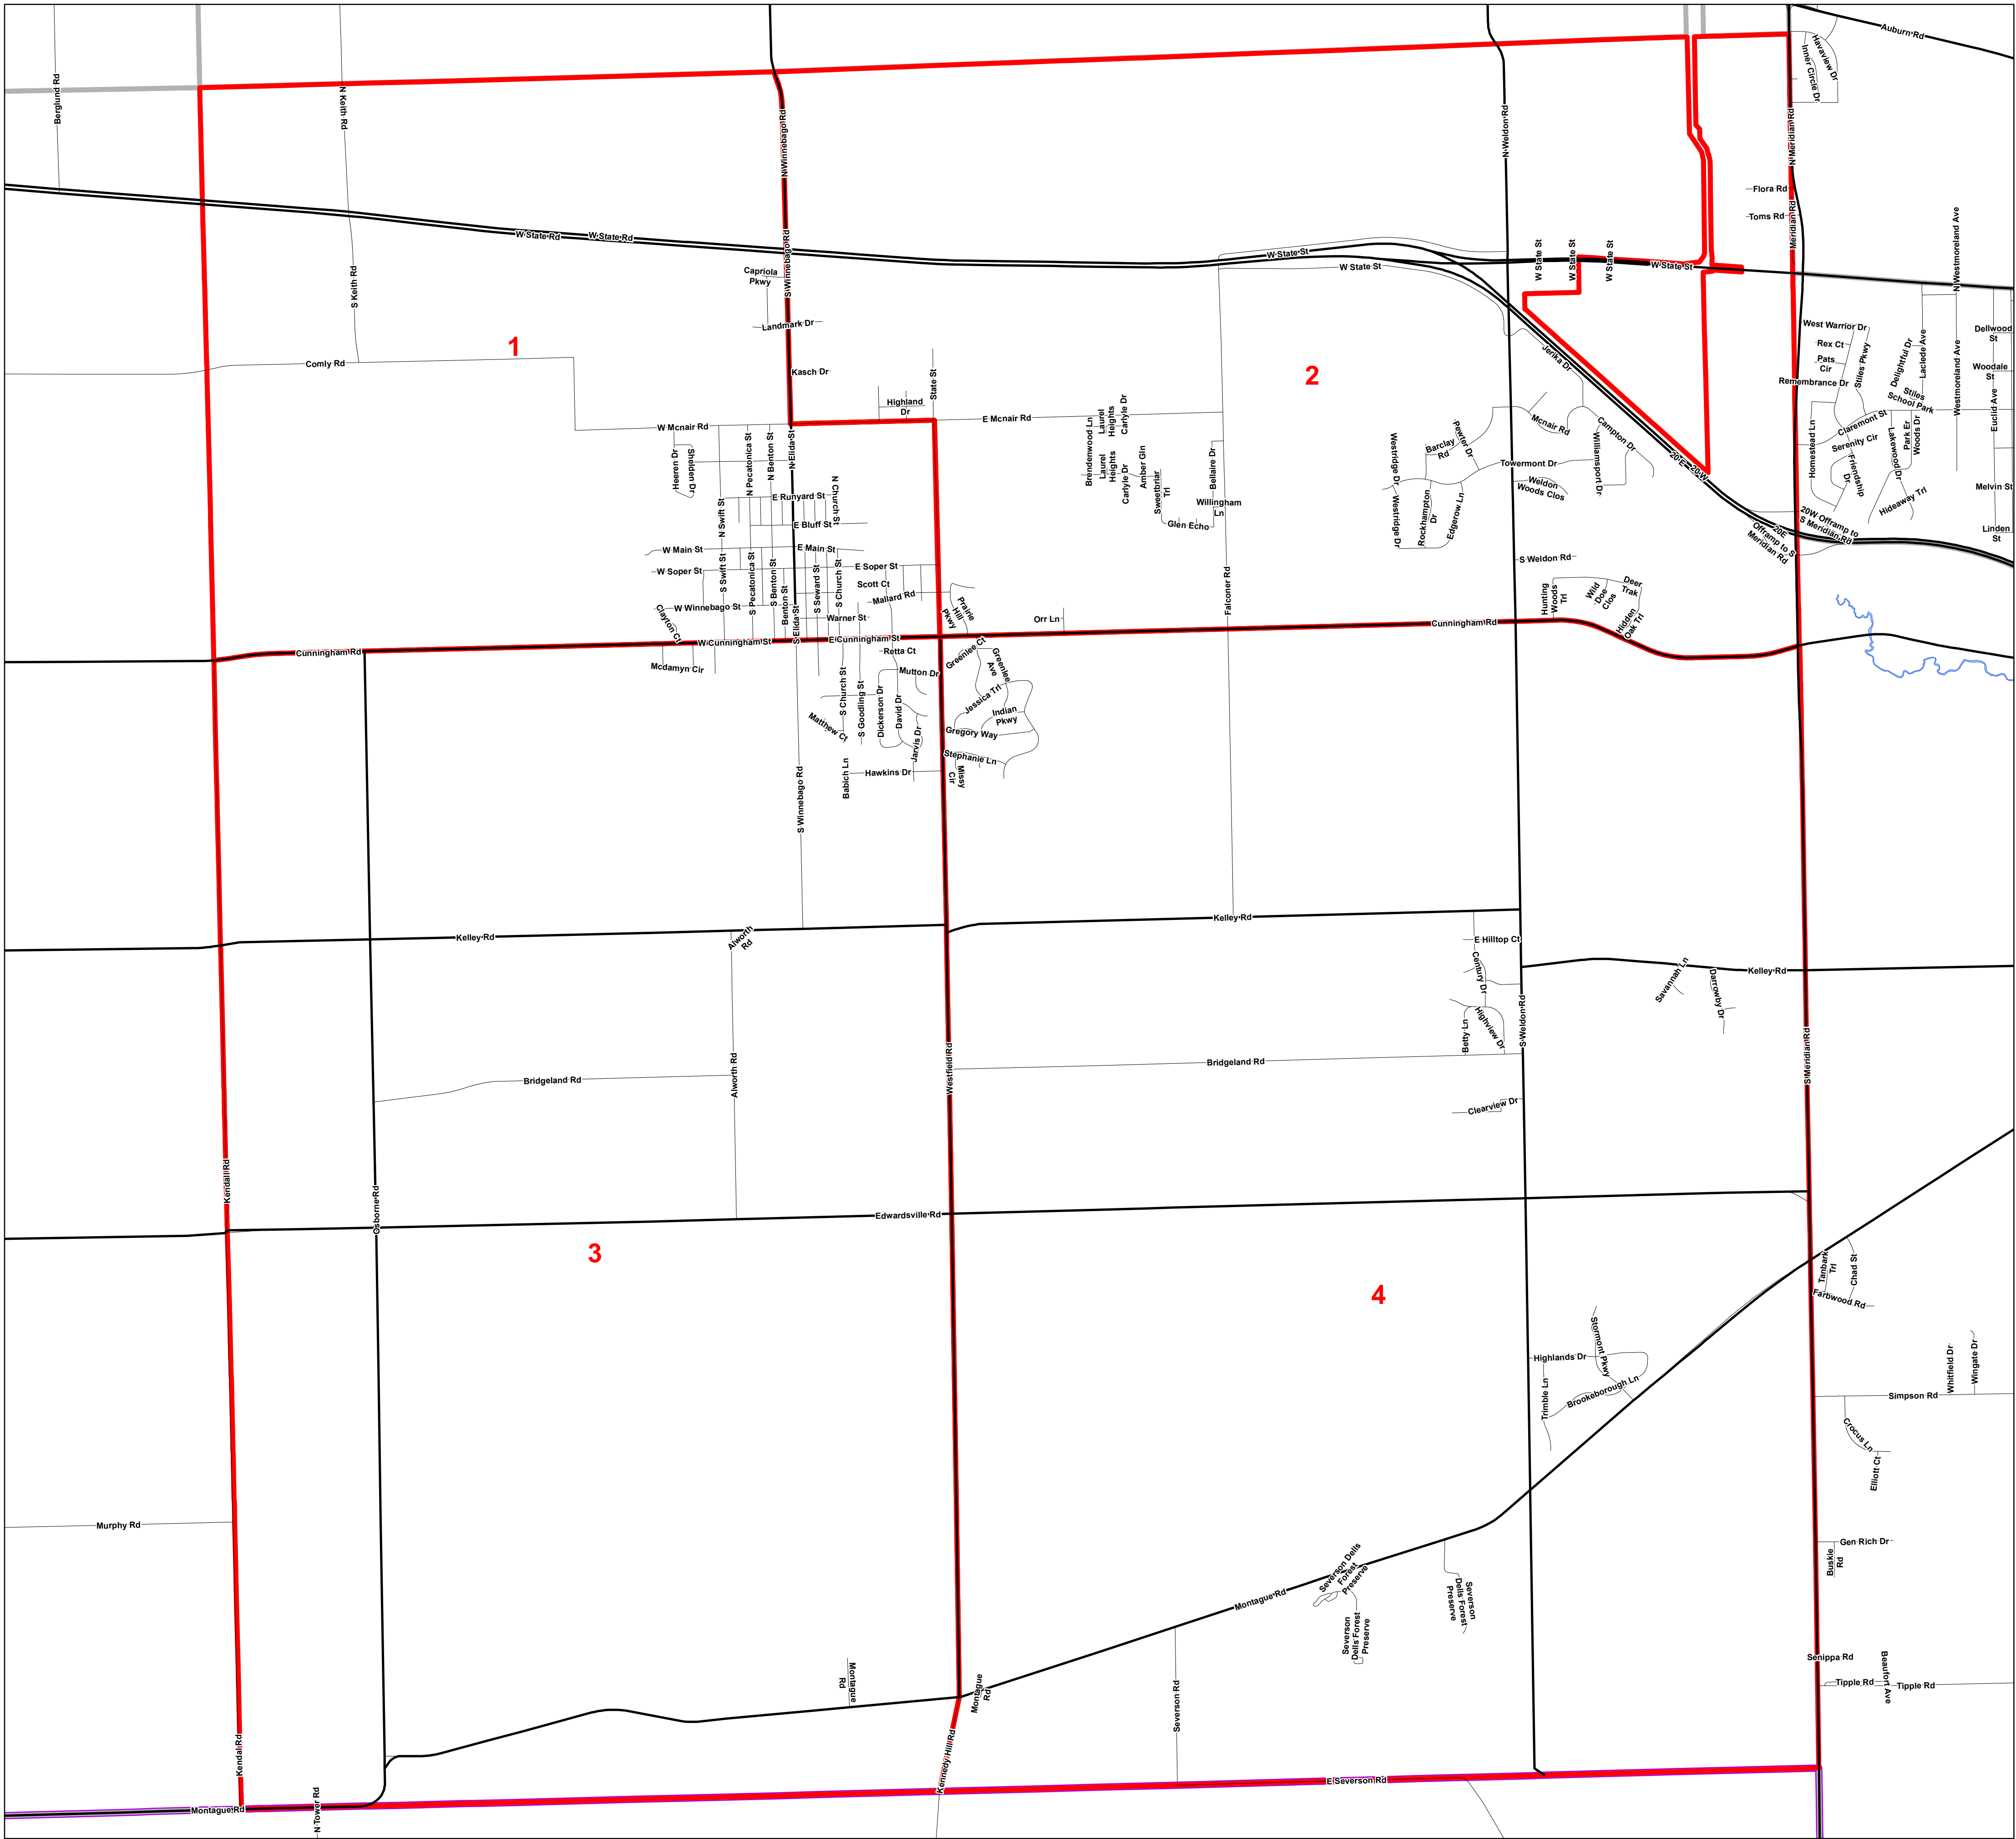 Auburn Rd
Havaview Dr
Inner Circle Dr
Berglund Rd
N Keith Rd
N Winnebago Rd
N Weldon Rd
N Meridian Rd
Flora Rd
Toms Rd
Meridian Rd
N Westmoreland Ave
W State Rd
W State Rd
S Winnebago Rd
W State St
W State St
W State St
W State St
W State St
W State St
Capriola
Pkwy
S Keith Rd
Landmark Dr
1
Comly Rd
Kasch Dr
State St
Highland
Dr
2
Jerika Dr
West Warrior Dr
Rex Ct
Pats
Cir
Stiles Pkwy
Delightful Dr
Laclede Ave
Westmoreland Ave
Dellwood
St
Woodale
St
Remembrance Dr
Stiles
School Park
Euclid Ave
W Mcnair Rd
E Mcnair Rd
Heeren Dr
Shelden Dr
N Pecatonica St
N Benton St
N Elida St
N Swift St
E Runyard St
N Church St
E Bluff St
Brendenwood Ln
Laurel
Heights
Carlyle Dr
Laurel
Heights
Carlyle Dr
Amber Gln
Sweetbriar
Trl
Bellaire Dr
Willingham
Ln
Glen Echo
Westridge Dr
Westridge Dr
Barclay
Rd
Pewter Dr
Rockhampton
Dr
Edgerow Ln
Mcnair Rd
Campton Dr
Williamsport Dr
Towermont Dr
Weldon
Woods Clos
20E
20W
Homestead Ln
Claremont St
Serenity Cir
Friendship
Dr
Lakewood Dr
Park Er
Woods Dr
Hideaway Trl
Melvin St
Linden
St
20W Offramp to
S Meridian Rd
20E
Offramp to S
Meridian Rd
W Main St
E Main St
W Soper St
E Soper St
S Swift St
S Pecatonica St
S Benton St
Benton St
S Elida St
S Seward St
S Church St
Scott Ct
Mallard Rd
Warner St
W Winnebago St
Clayton Ct
Prairie
Hill
Pkwy
Orr Ln
Falconer Rd
S Weldon Rd
Hunting
Woods
Trl
Wild
Doe
Clos
Deer
Trak
Hidden
Oak Trl
Cunningham Rd
W Cunningham St
E Cunningham St
Cunningham Rd
Mcdamyn Cir
Retta Ct
Mutton Dr
Greenlee Ct
Greenlee
Ave
Jessica Trl
Indian
Pkwy
Gregory Way
Stephanie Ln
Missy
Cir
S Church St
S Goodling St
Dickerson Dr
David Dr
Jarvis Dr
Matthew Ct
Babich Ln
Hawkins Dr
S Winnebago Rd
Kelley Rd
Alworth
Rd
Kelley Rd
E Hilltop Ct
Century Dr
Betty Ln
Highview Dr
S Weldon Rd
Savannah Ln
Darrowby Dr
Kelley Rd
Bridgeland Rd
Alworth Rd
Westfield Rd
Bridgeland Rd
Clearview Dr
S Meridian Rd
Kendall Rd
Osborne Rd
Edwardsville Rd
3
4
Tanbark
Trl
Chad St
Farbwood Rd
Stormont Pkwy
Highlands Dr
Trimble Ln
Brookeborough Ln
Whitfield Dr
Wingate Dr
Simpson Rd
Crocus Ln
Elliott Ct
Murphy Rd
Gen Rich Dr
Buskie
Rd
Severson Dells
Forest
Preserve
Severson
Dells Forest
Preserve
Severson
Dells Forest
Preserve
Montague Rd
Montague
Rd
Montague
Rd
Severson Rd
Senippa Rd
Tipple Rd
Beaufort Ave
Tipple Rd
Kendal Rd
Kennedy Hill Rd
E Severson Rd
Montague Rd
N Tower Rd